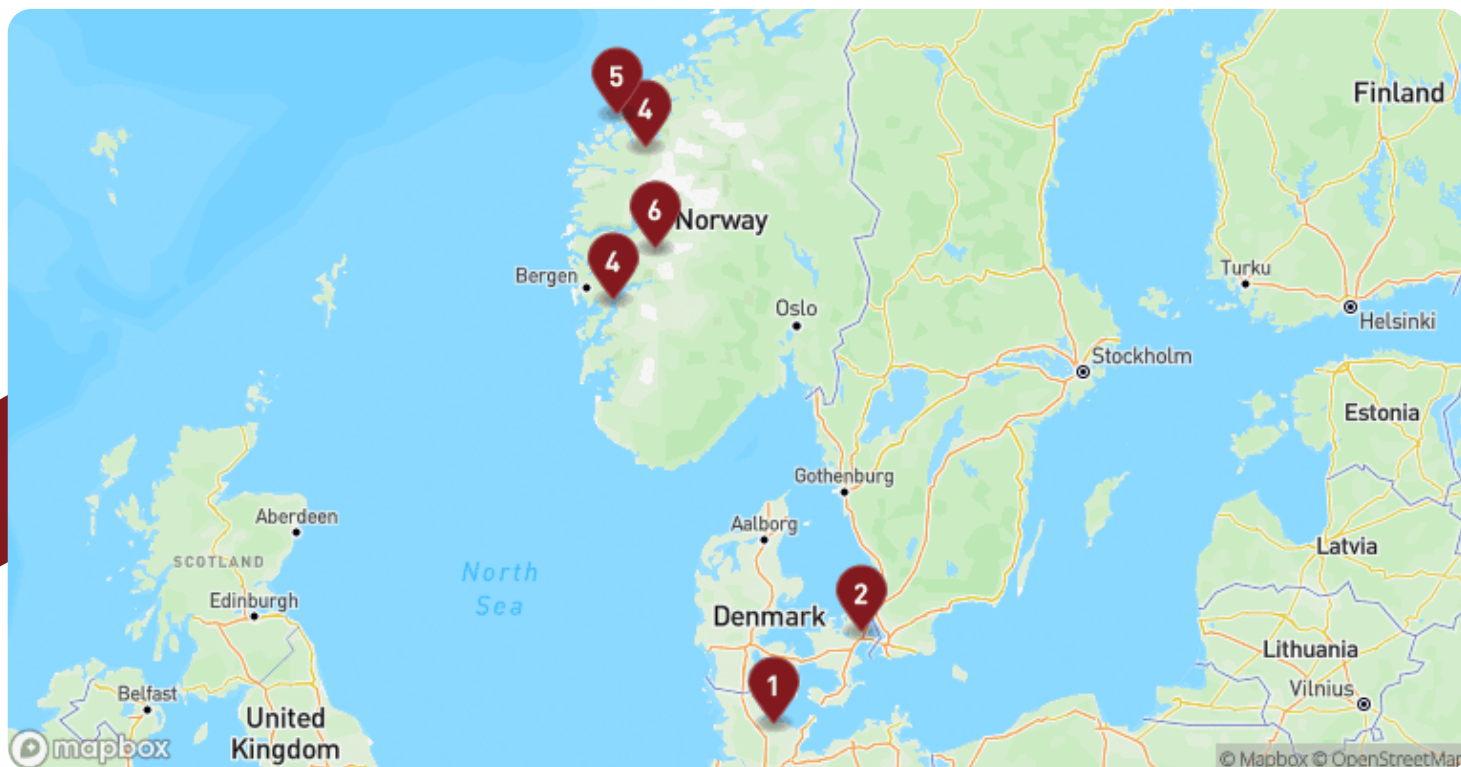 5
4
Finland
6
Norway
4
Bergen
Turku
Oslo
Helsinki
Stockholm
Estonia
Gothenburg
Aberdeen
Aalborg
SCOTLAND
Latvia
North
Sea
Edinburgh
2
Denmark
Lithuania
1
Belfast
Vilnius
United
Kingdom
mapbox
© Mapbox © OpenStreetMap